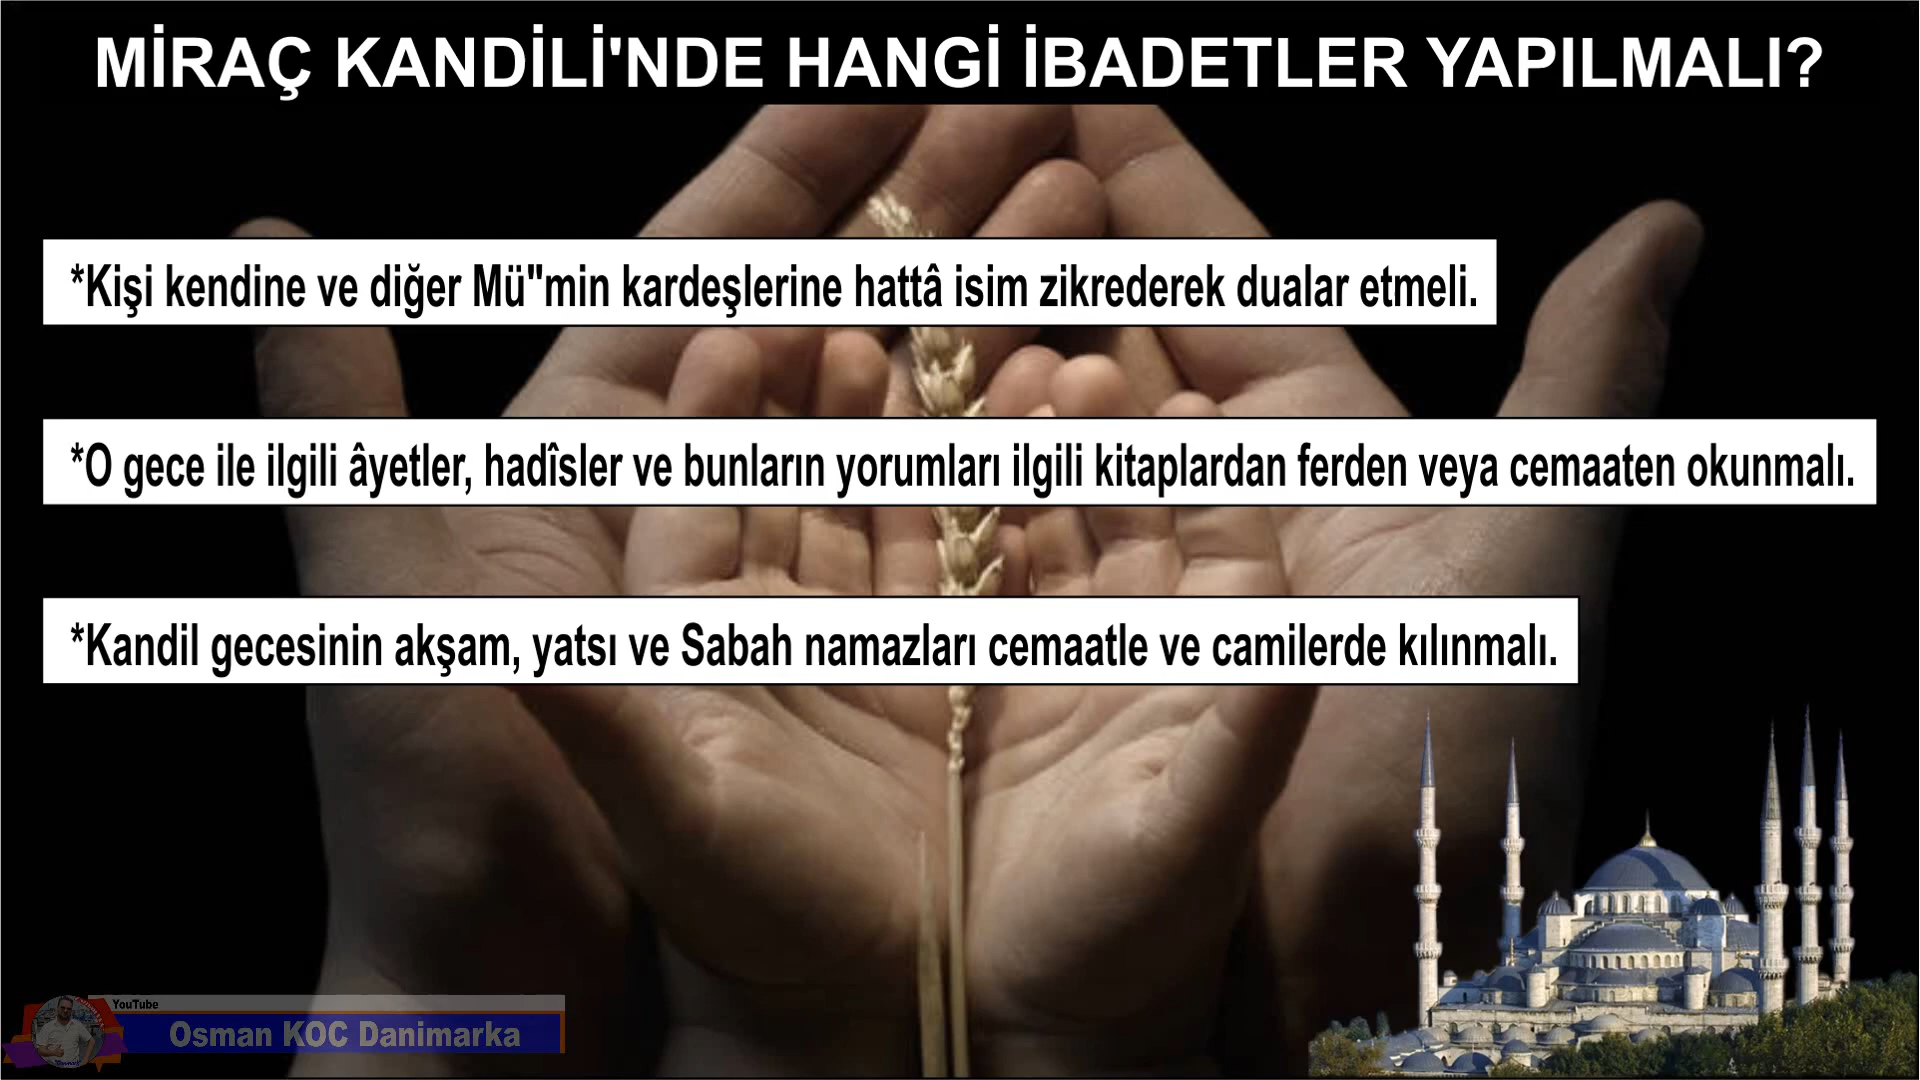 MİRAÇ KANDİLİ'NDE HANGİ İBADETLER YAPILMALI?
*Kişi kendine ve diğer Mü"min kardeşlerine hattâ isim zikrederek dualar etmeli.
*O gece ile ilgili âyetler, hadîsler ve bunların yorumları ilgili kitaplardan ferden veya cemaaten okunmalı.
*Kandil gecesinin akşam, yatsı ve Sabah namazları cemaatle ve camilerde kılınmalı.
YouTube
Osman KOC Danimarka